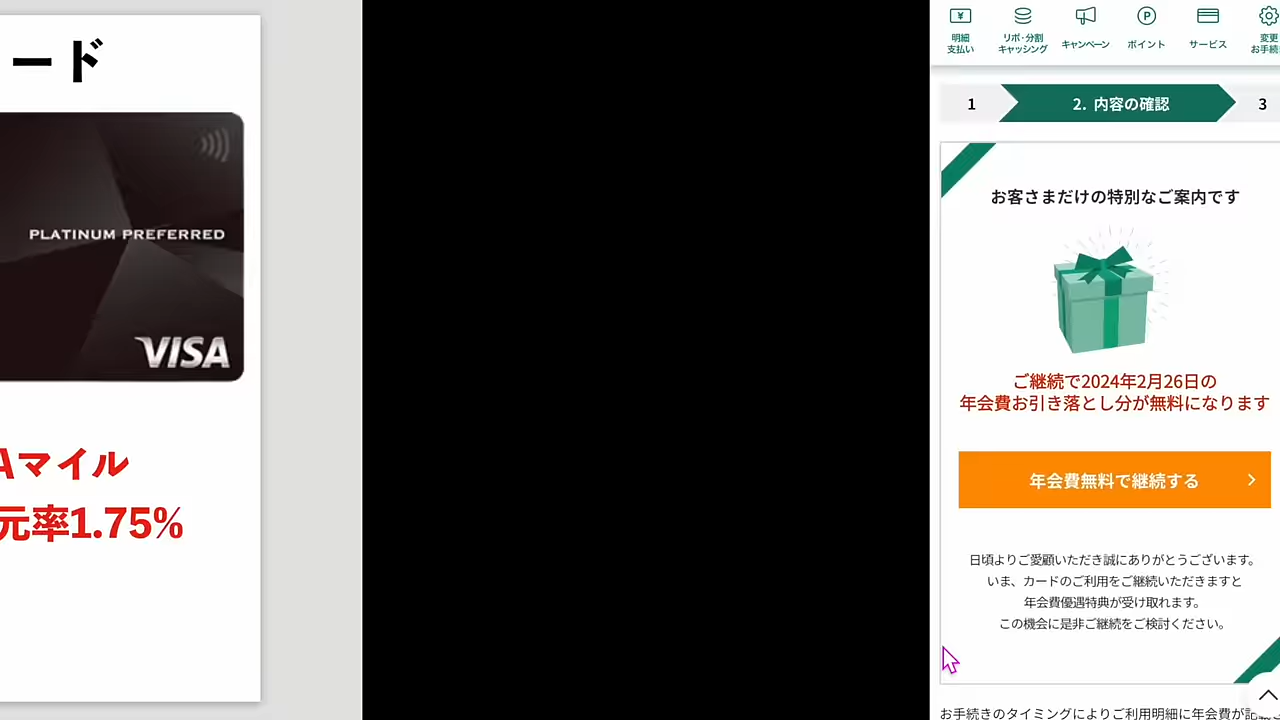 ード
PLATINUM PREFERRED
VISA
Aマイル
元率1.75%
明細
支払い
リボ・分割
キャッシング
キャンペーン
P
ポイント
サービス
変更
お手続
1
2. 内容の確認
3
お客さまだけの特別なご案内です
ご継続で2024年2月26日の
年会費お引き落とし分が無料になります
年会費無料で継続する
日頃よりご愛顧いただき誠にありがとうございます。
いま、カードのご利用をご継続いただきますと
年会費優遇特典が受け取れます。
この機会に是非ご継続をご検討ください。
お手続きのタイミングによりご利用明細に年会費が記